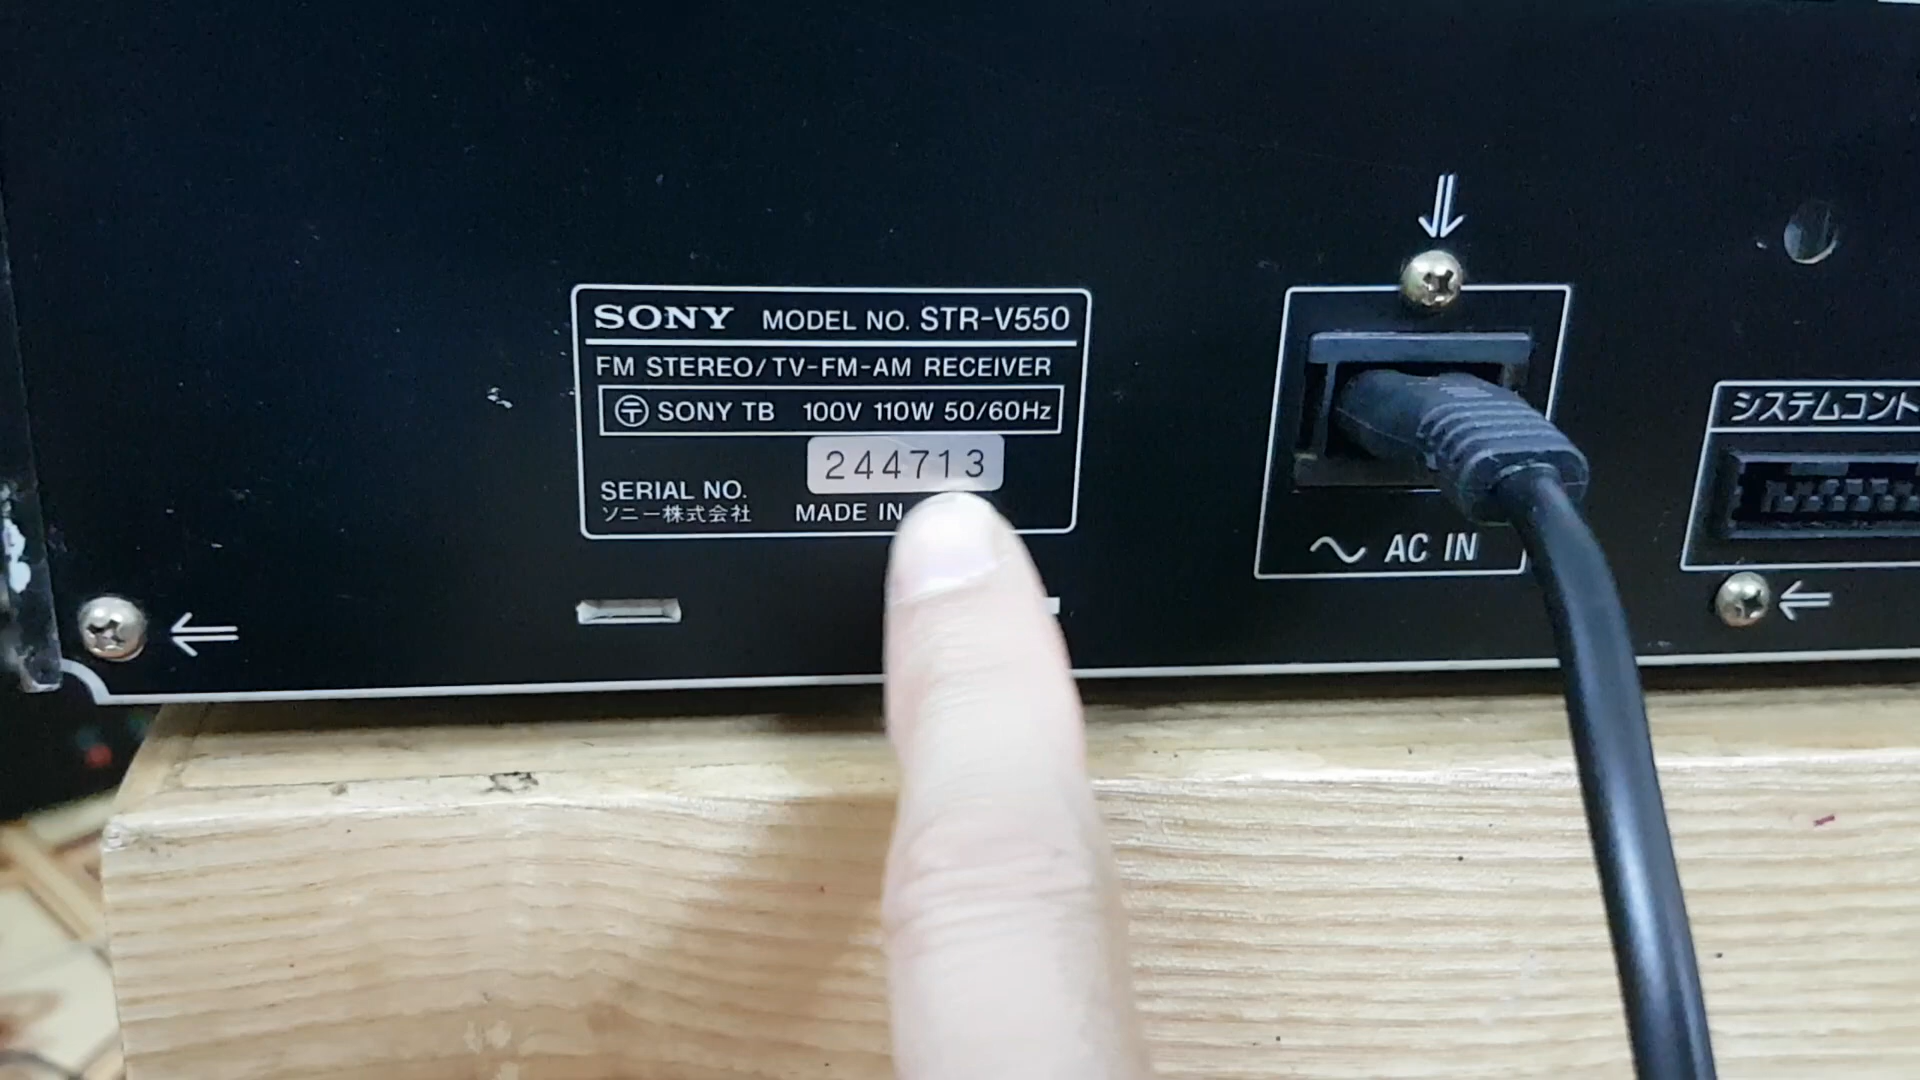 SONY MODEL NO. STR-V550
FM STEREO/TV-FM-AM RECEIVER
〒 SONY TB 100V 110W 50/60Hz
244713
SERIAL NO.
ソニー株式会社 MADE IN
AC IN
システムコント